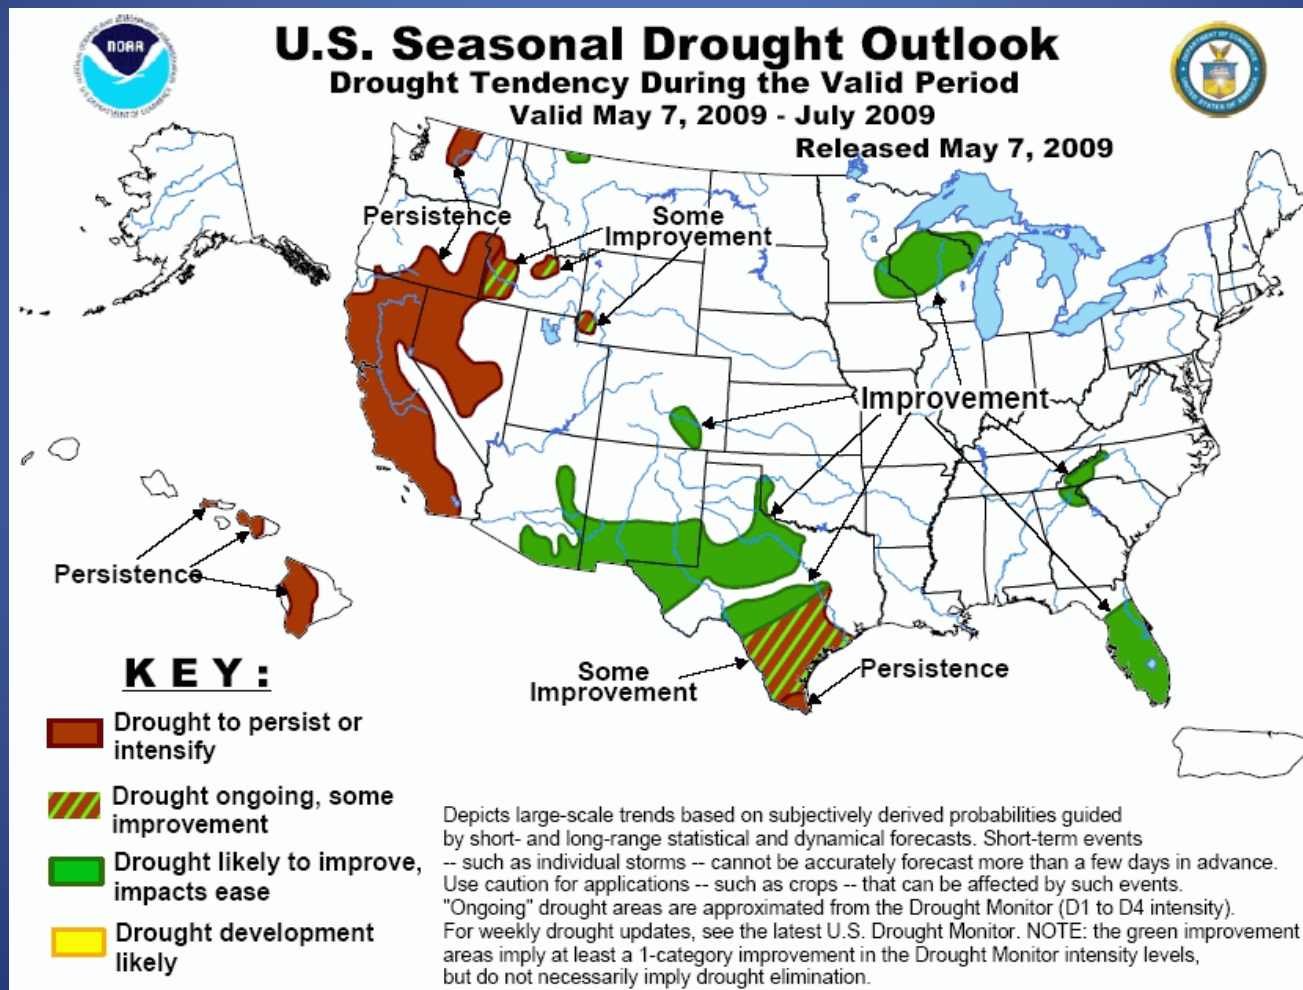 U.S. Seasonal Drought Outlook
Drought Tendency During the Valid Period
Valid May 7, 2009 - July 2009
Released May 7, 2009
NOAA
Persistence
Some
Improvement
Improvement
Persistence
Some
Improvement
Persistence
KEY:
Drought to persist or
intensify
Drought ongoing, some
improvement
Drought likely to improve,
impacts ease
Drought development
likely
Depicts large-scale trends based on subjectively derived probabilities guided
by short- and long-range statistical and dynamical forecasts. Short-term events
-- such as individual storms -- cannot be accurately forecast more than a few days in advance.
Use caution for applications -- such as crops -- that can be affected by such events.
"Ongoing" drought areas are approximated from the Drought Monitor (D1 to D4 intensity).
For weekly drought updates, see the latest U.S. Drought Monitor. NOTE: the green improvement
areas imply at least a 1-category improvement in the Drought Monitor intensity levels,
but do not necessarily imply drought elimination.